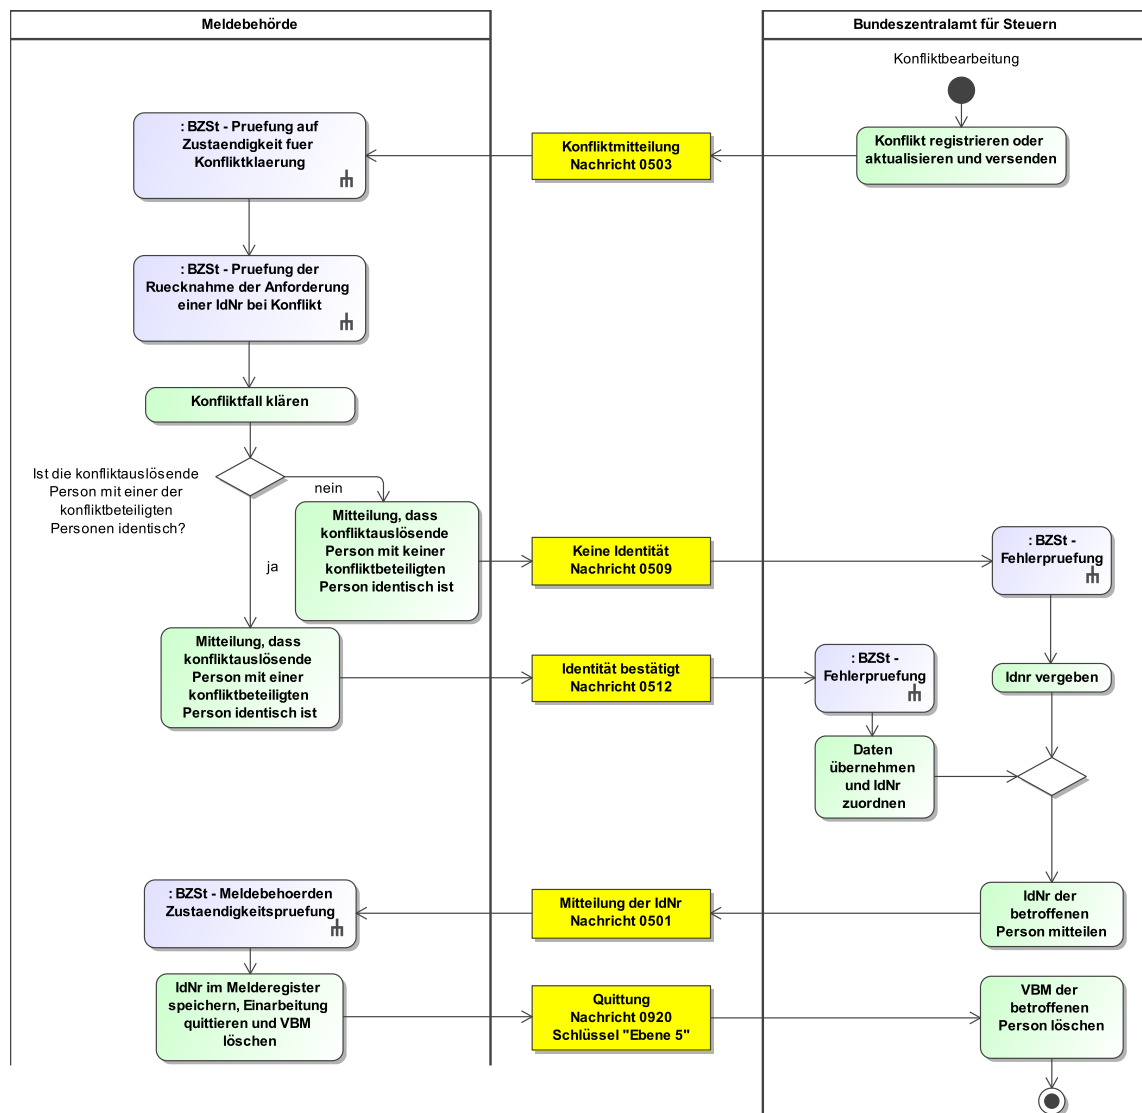 Meldebehörde
Bundeszentralamt für Steuern
Konfliktbearbeitung
Konflikt registrieren oder
aktualisieren und versenden
Konfliktmitteilung
Nachricht 0503
: BZSt - Pruefung auf
Zustaendigkeit fuer
Konfliktklaerung
: BZSt - Pruefung der
Ruecknahme der Anforderung
einer IdNr bei Konflikt
Konfliktfall klären
Ist die konfliktauslösende
Person mit einer der
konfliktbeteiligten
Personen identisch?
nein
ja
Mitteilung, dass
konfliktauslösende
Person mit keiner
konfliktbeteiligten
Person identisch ist
Keine Identität
Nachricht 0509
: BZSt -
Fehlerpruefung
Idnr vergeben
Mitteilung, dass
konfliktauslösende
Person mit einer
konfliktbeteiligten
Person identisch ist
Identität bestätigt
Nachricht 0512
: BZSt -
Fehlerpruefung
Daten
übernehmen
und IdNr
zuordnen
IdNr der
betroffenen
Person mitteilen
Mitteilung der IdNr
Nachricht 0501
: BZSt - Meldebehoerden
Zustaendigkeitspruefung
IdNr im Melderegister
speichern, Einarbeitung
quittieren und VBM
löschen
Quittung
Nachricht 0920
Schlüssel "Ebene 5"
VBM der
betroffenen
Person löschen